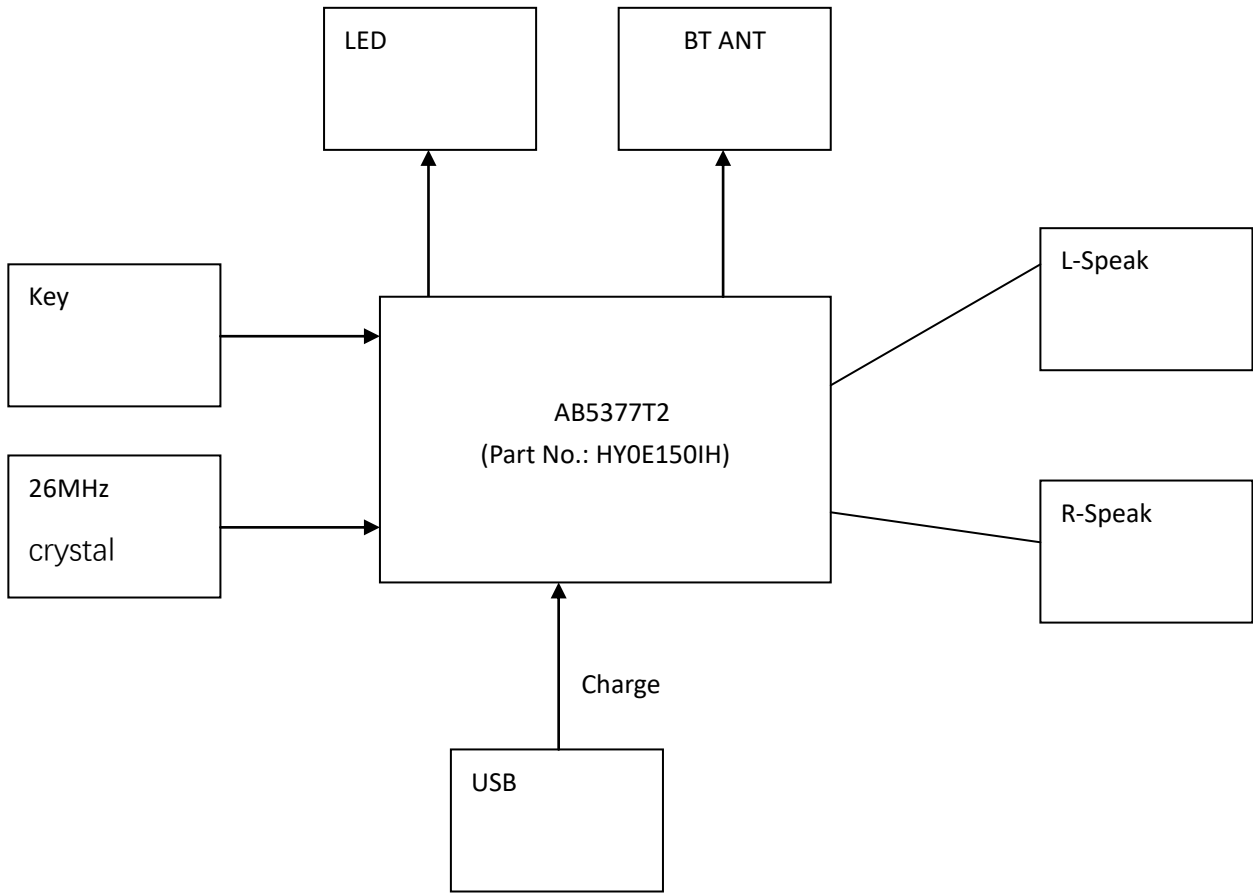 LED
BT ANT
L-Speak
Key
AB5377T2
(Part No.: HY0E150IH)
26MHz
crystal
R-Speak
Charge
USB